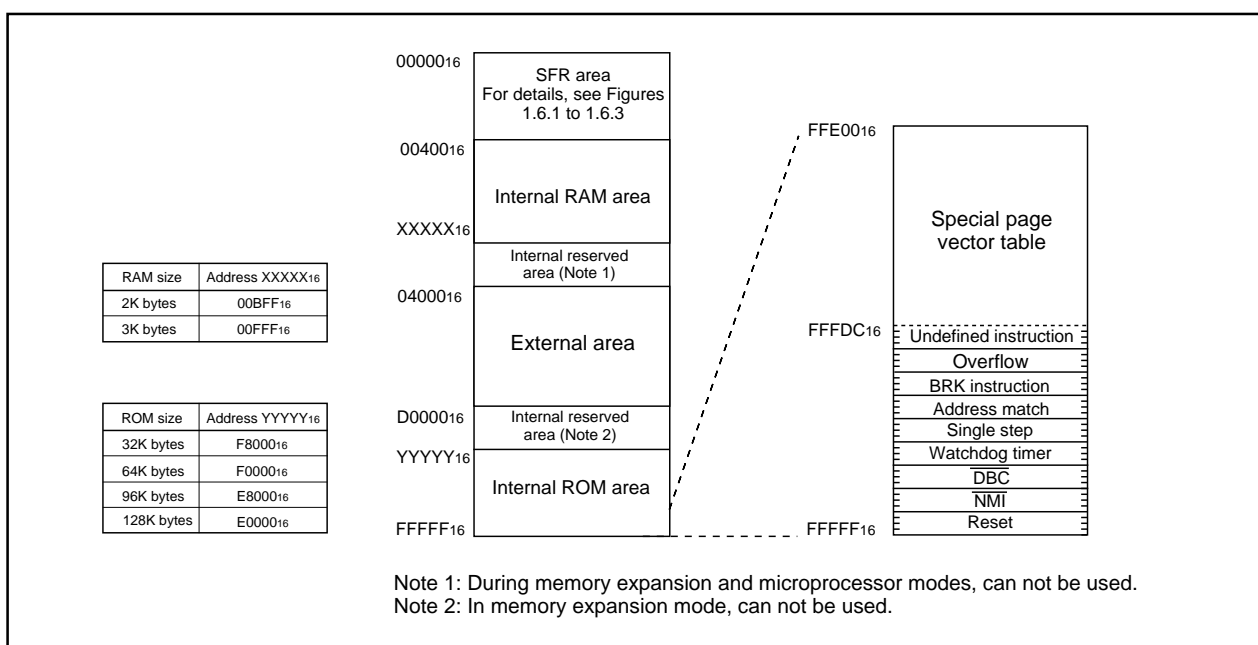 0000016
SFR area
For details, see Figures
1.6.1 to 1.6.3
0040016
Internal RAM area
XXXXX16
Internal reserved
area (Note 1)
0400016
External area
D000016
Internal reserved
area (Note 2)
YYYYY16
Internal ROM area
FFFFF16
RAM size Address XXXXX16
2K bytes 00BFF16
3K bytes 00FFF16
ROM size Address YYYYY16
32K bytes F800016
64K bytes F000016
96K bytes E800016
128K bytes E000016
FFE0016
Special page
vector table
FFFDC16
Undefined instruction
Overflow
BRK instruction
Address match
Single step
Watchdog timer
DBC
NMI
Reset
FFFFF16
Note 1: During memory expansion and microprocessor modes, can not be used.
Note 2: In memory expansion mode, can not be used.